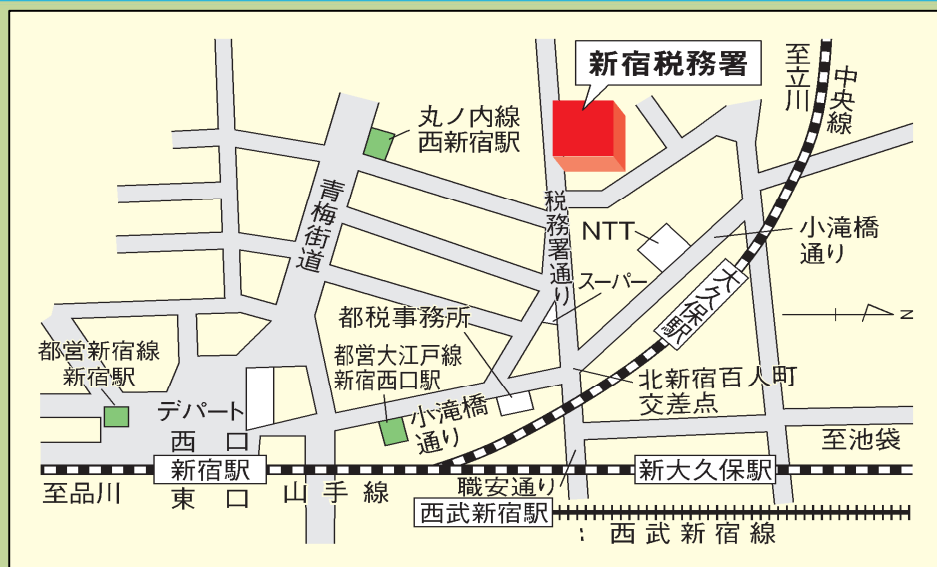 新宿税務署
至立川
中央線
丸ノ内線
西新宿駅
青梅街道
税務署通り
NTT
小滝橋
通り
スーパー
大久保駅
N
都税事務所
都営大江戸線
新宿西口駅
都営新宿線
新宿駅
北新宿百人町
交差点
デパート
小滝橋
通り
西口
至池袋
新宿駅
新大久保駅
至品川
東口
山手線
職安通り
西武新宿駅
西武新宿線